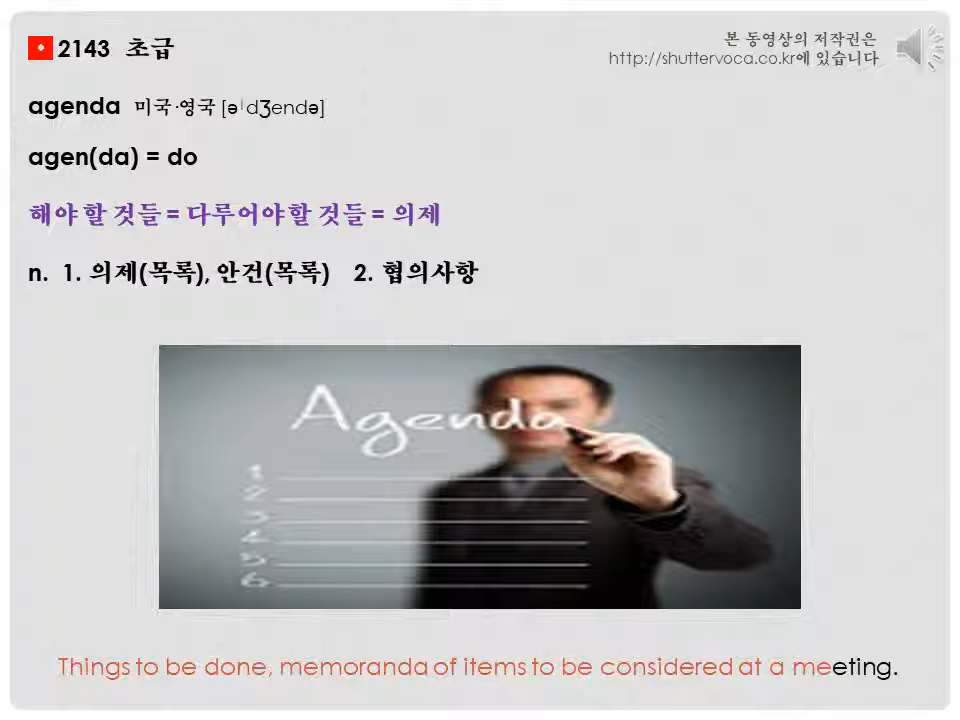 2143 초급
본 동영상의 저작권은
http://shuttervoca.co.kr에 있습니다
agenda 미국·영국 [əˈdʒendə]
agen(da) = do
해야 할 것들 = 다루어야 할 것들 = 의제
n. 1. 의제(목록), 안건(목록) 2. 협의사항
Agenda
1
2
3
4
5
6
Things to be done, memoranda of items to be considered at a meeting.